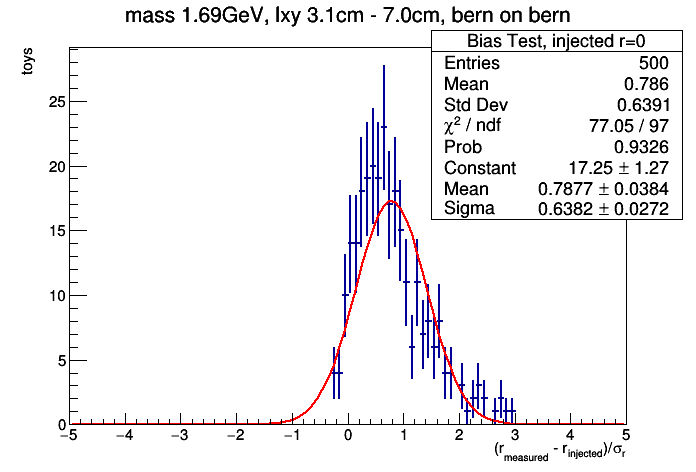 mass 1.69GeV, lxy 3.1cm - 7.0cm, bern on bern
Bias Test, injected r=0
Entries 500
Mean 0.786
Std Dev 0.6391
χ² / ndf 77.05 / 97
Prob 0.9326
Constant 17.25 ± 1.27
Mean 0.7877 ± 0.0384
Sigma 0.6382 ± 0.0272
toys
25
20
15
10
5
0
−5 −4 −3 −2 −1 0 1 2 3 4 5
(r_measured - r_injected)/σ_r